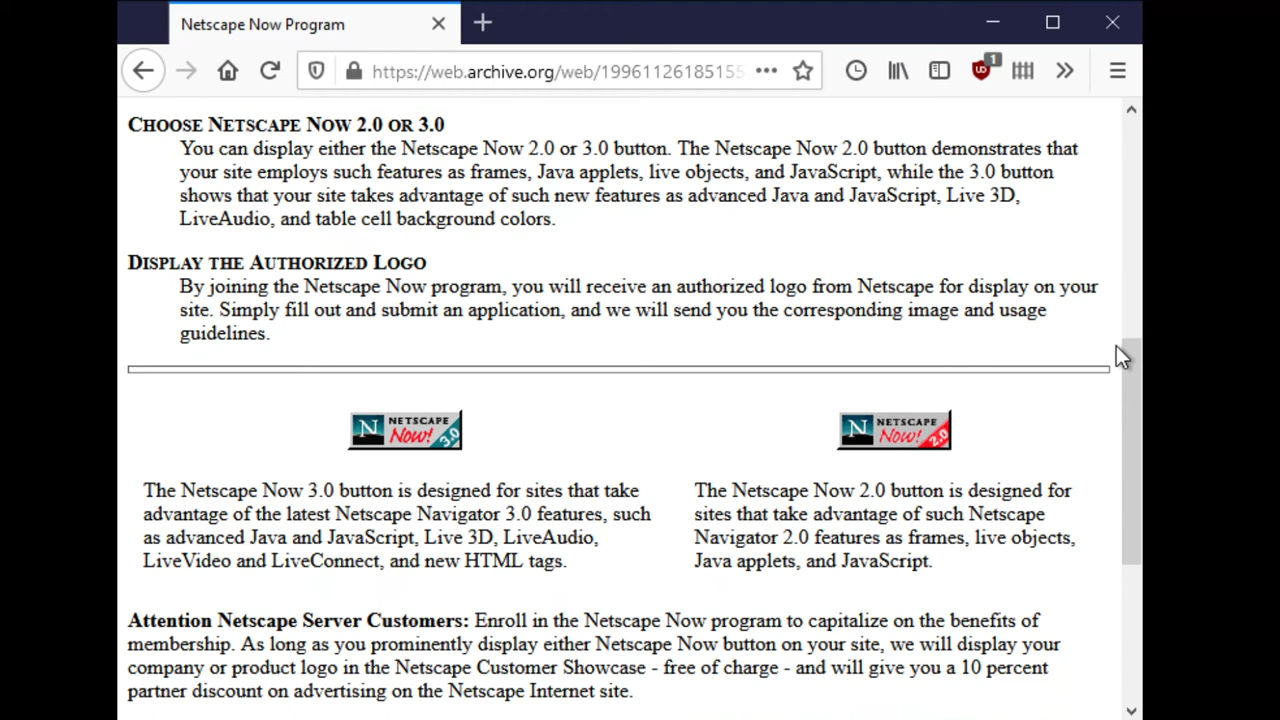 Netscape Now Program
https://web.archive.org/web/19961126185155
1
CHOOSE NETSCAPE NOW 2.0 OR 3.0
You can display either the Netscape Now 2.0 or 3.0 button. The Netscape Now 2.0 button demonstrates that
your site employs such features as frames, Java applets, live objects, and JavaScript, while the 3.0 button
shows that your site takes advantage of such new features as advanced Java and JavaScript, Live 3D,
LiveAudio, and table cell background colors.
DISPLAY THE AUTHORIZED LOGO
By joining the Netscape Now program, you will receive an authorized logo from Netscape for display on your
site. Simply fill out and submit an application, and we will send you the corresponding image and usage
guidelines.
N NETSCAPE
Now! 3.0
N NETSCAPE
Now! 2.0
The Netscape Now 3.0 button is designed for sites that take
advantage of the latest Netscape Navigator 3.0 features, such
as advanced Java and JavaScript, Live 3D, LiveAudio,
LiveVideo and LiveConnect, and new HTML tags.
The Netscape Now 2.0 button is designed for
sites that take advantage of such Netscape
Navigator 2.0 features as frames, live objects,
Java applets, and JavaScript.
Attention Netscape Server Customers: Enroll in the Netscape Now program to capitalize on the benefits of
membership. As long as you prominently display either Netscape Now button on your site, we will display your
company or product logo in the Netscape Customer Showcase - free of charge - and will give you a 10 percent
partner discount on advertising on the Netscape Internet site.